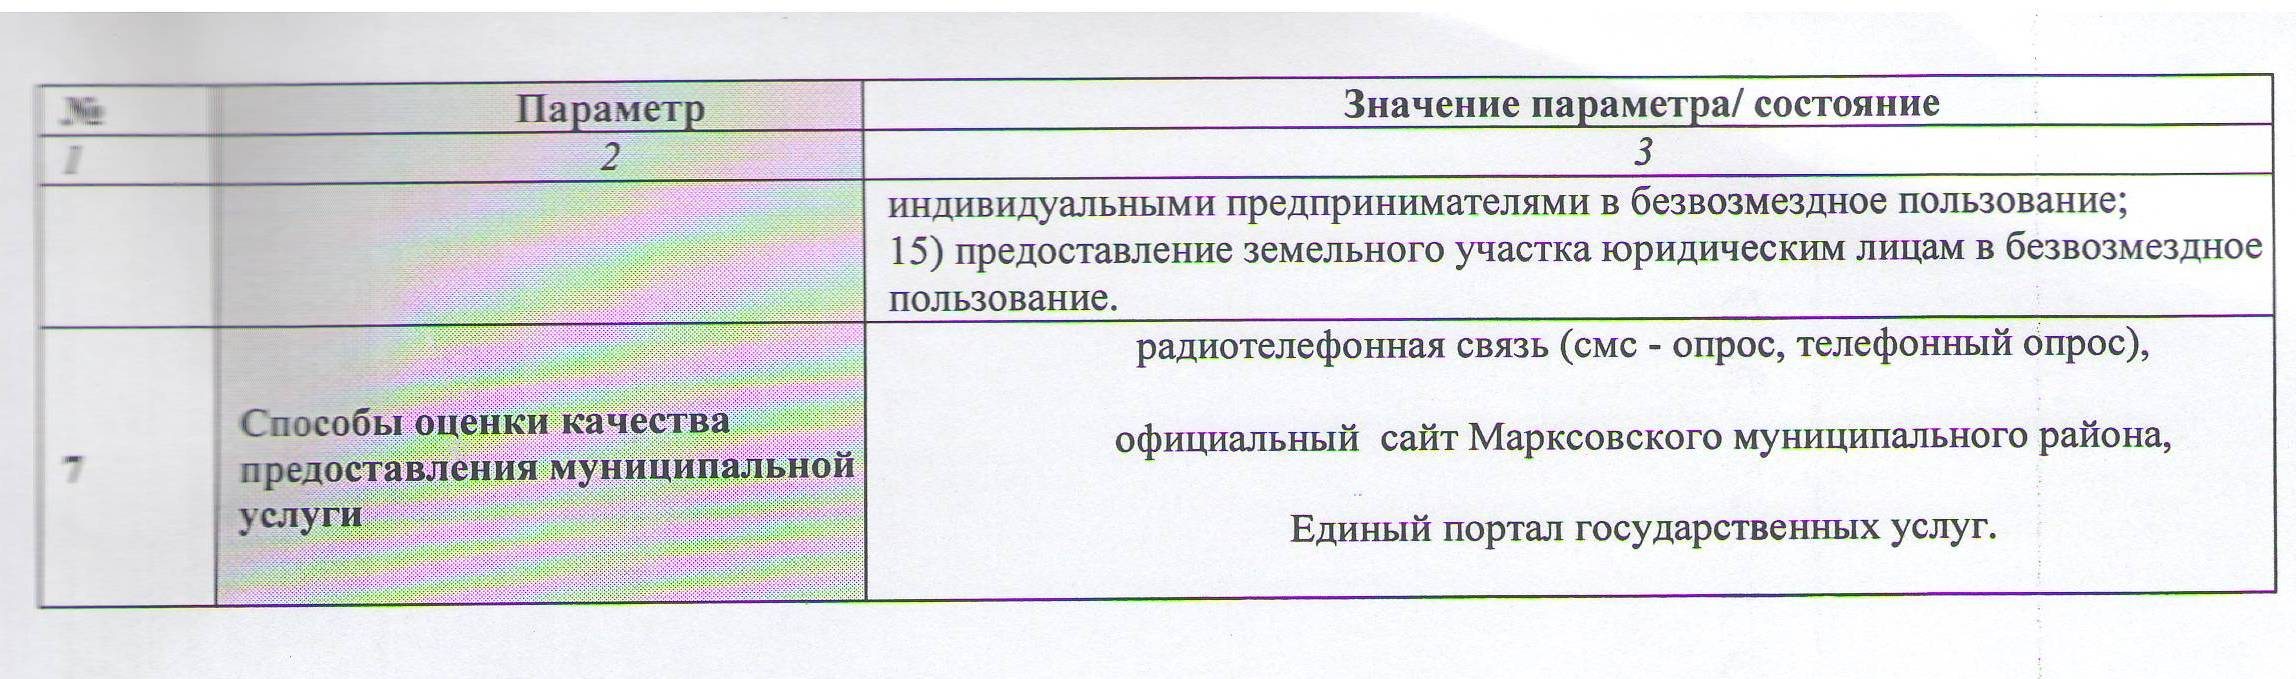 № Параметр Значение параметра/ состояние
1 2 3
индивидуальными предпринимателями в безвозмездное пользование;
15) предоставление земельного участка юридическим лицам в безвозмездное
пользование.
7 Способы оценки качества
предоставления муниципальной
услуги
радиотелефонная связь (смс - опрос, телефонный опрос),
официальный сайт Марксовского муниципального района,
Единый портал государственных услуг.